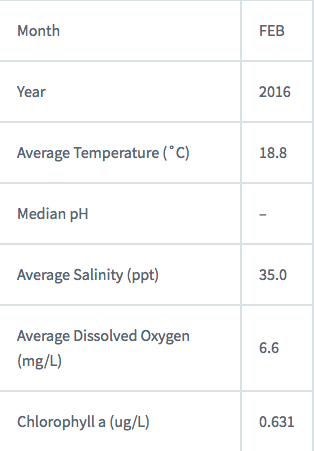 Month FEB
Year 2016
Average Temperature (˚C) 18.8
Median pH –
Average Salinity (ppt) 35.0
Average Dissolved Oxygen
(mg/L) 6.6
Chlorophyll a (ug/L) 0.631